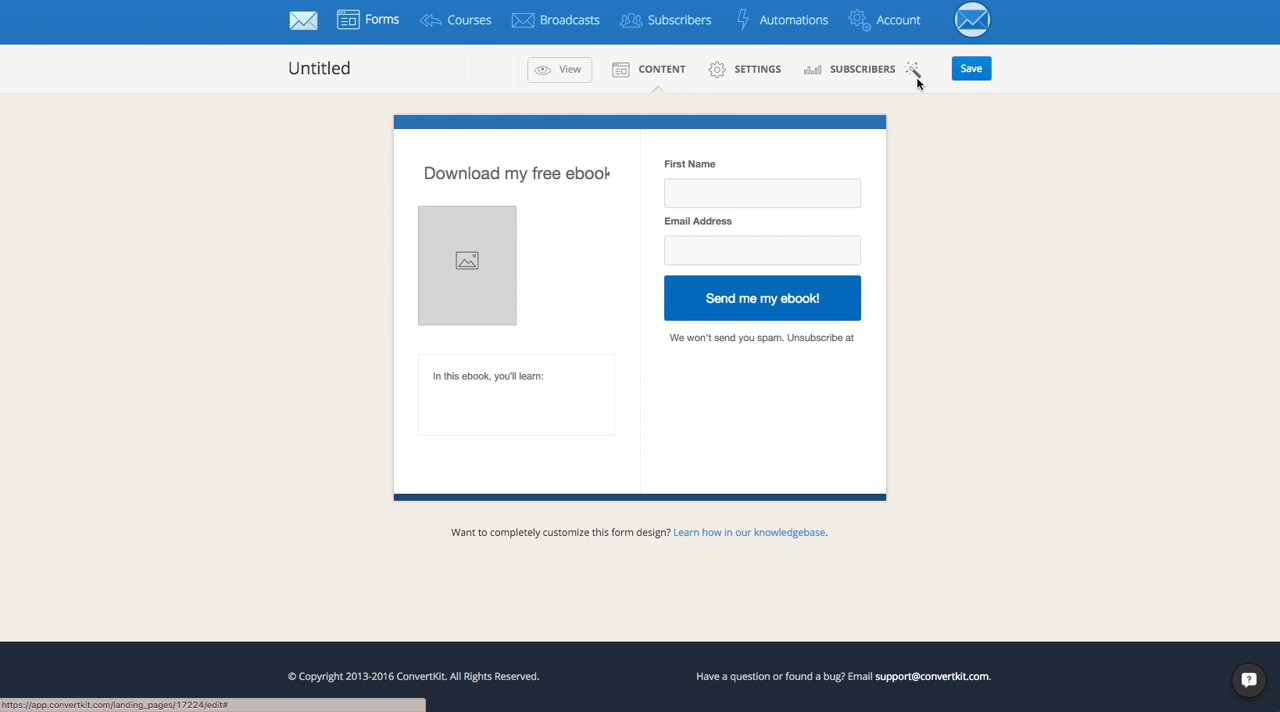 Forms Courses Broadcasts Subscribers Automations Account
Untitled View CONTENT SETTINGS SUBSCRIBERS Save
Download my free ebook
In this ebook, you'll learn:
First Name
Email Address
Send me my ebook!
We won't send you spam. Unsubscribe at
Want to completely customize this form design? Learn how in our knowledgebase.
© Copyright 2013-2016 ConvertKit. All Rights Reserved. Have a question or found a bug? Email support@convertkit.com.
https://app.convertkit.com/landing_pages/17224/edit#